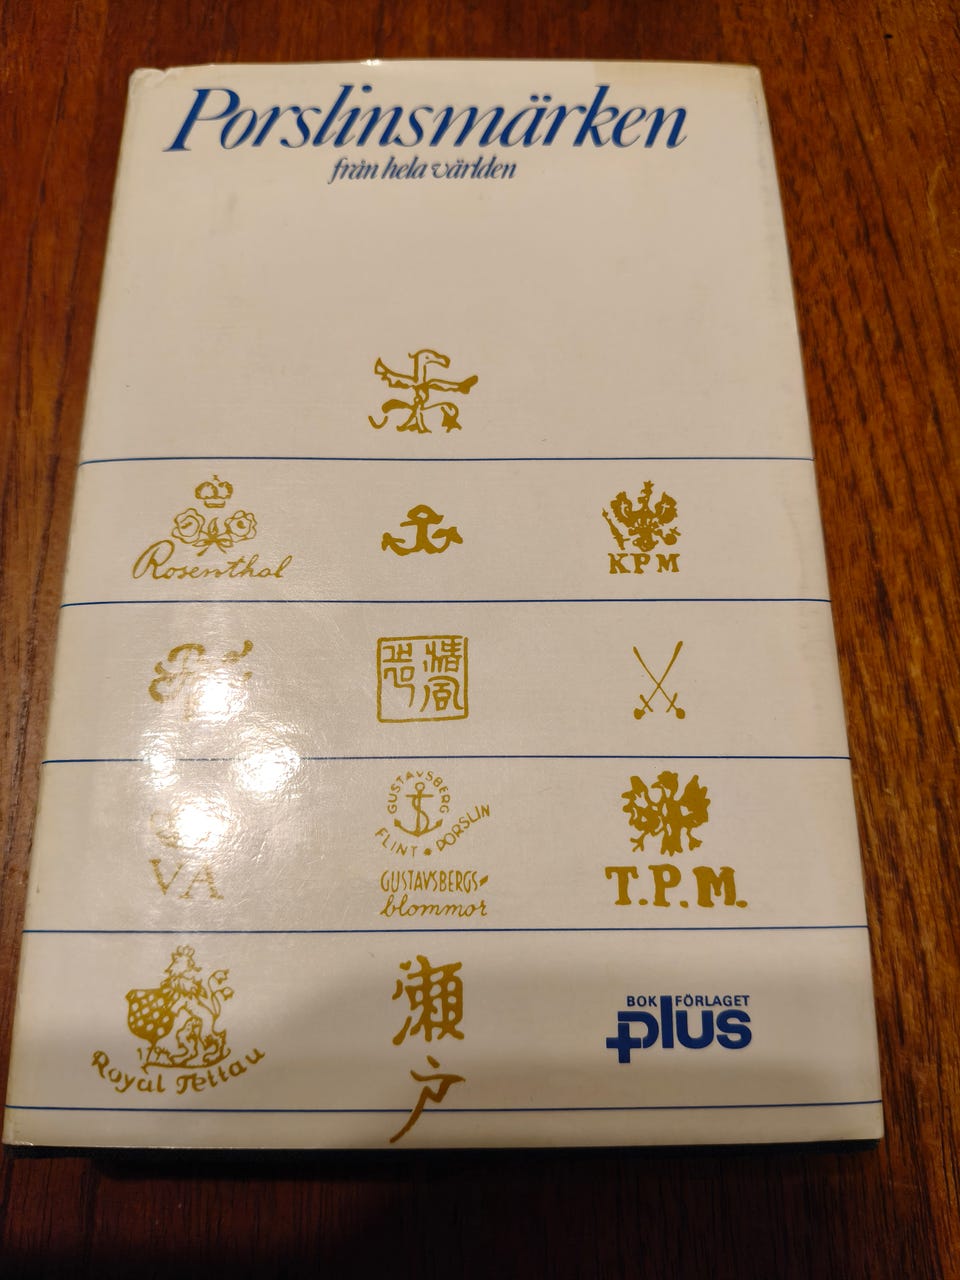 Porslinsmärken
från hela världen
Rosenthal
KPM
VA
GUSTAVSBERG
FLINT PORSLIN
GUSTAVSBERGS
blommor
T.P.M.
1794
Royal Tettau
瀬戸
BOK FÖRLAGET
plus